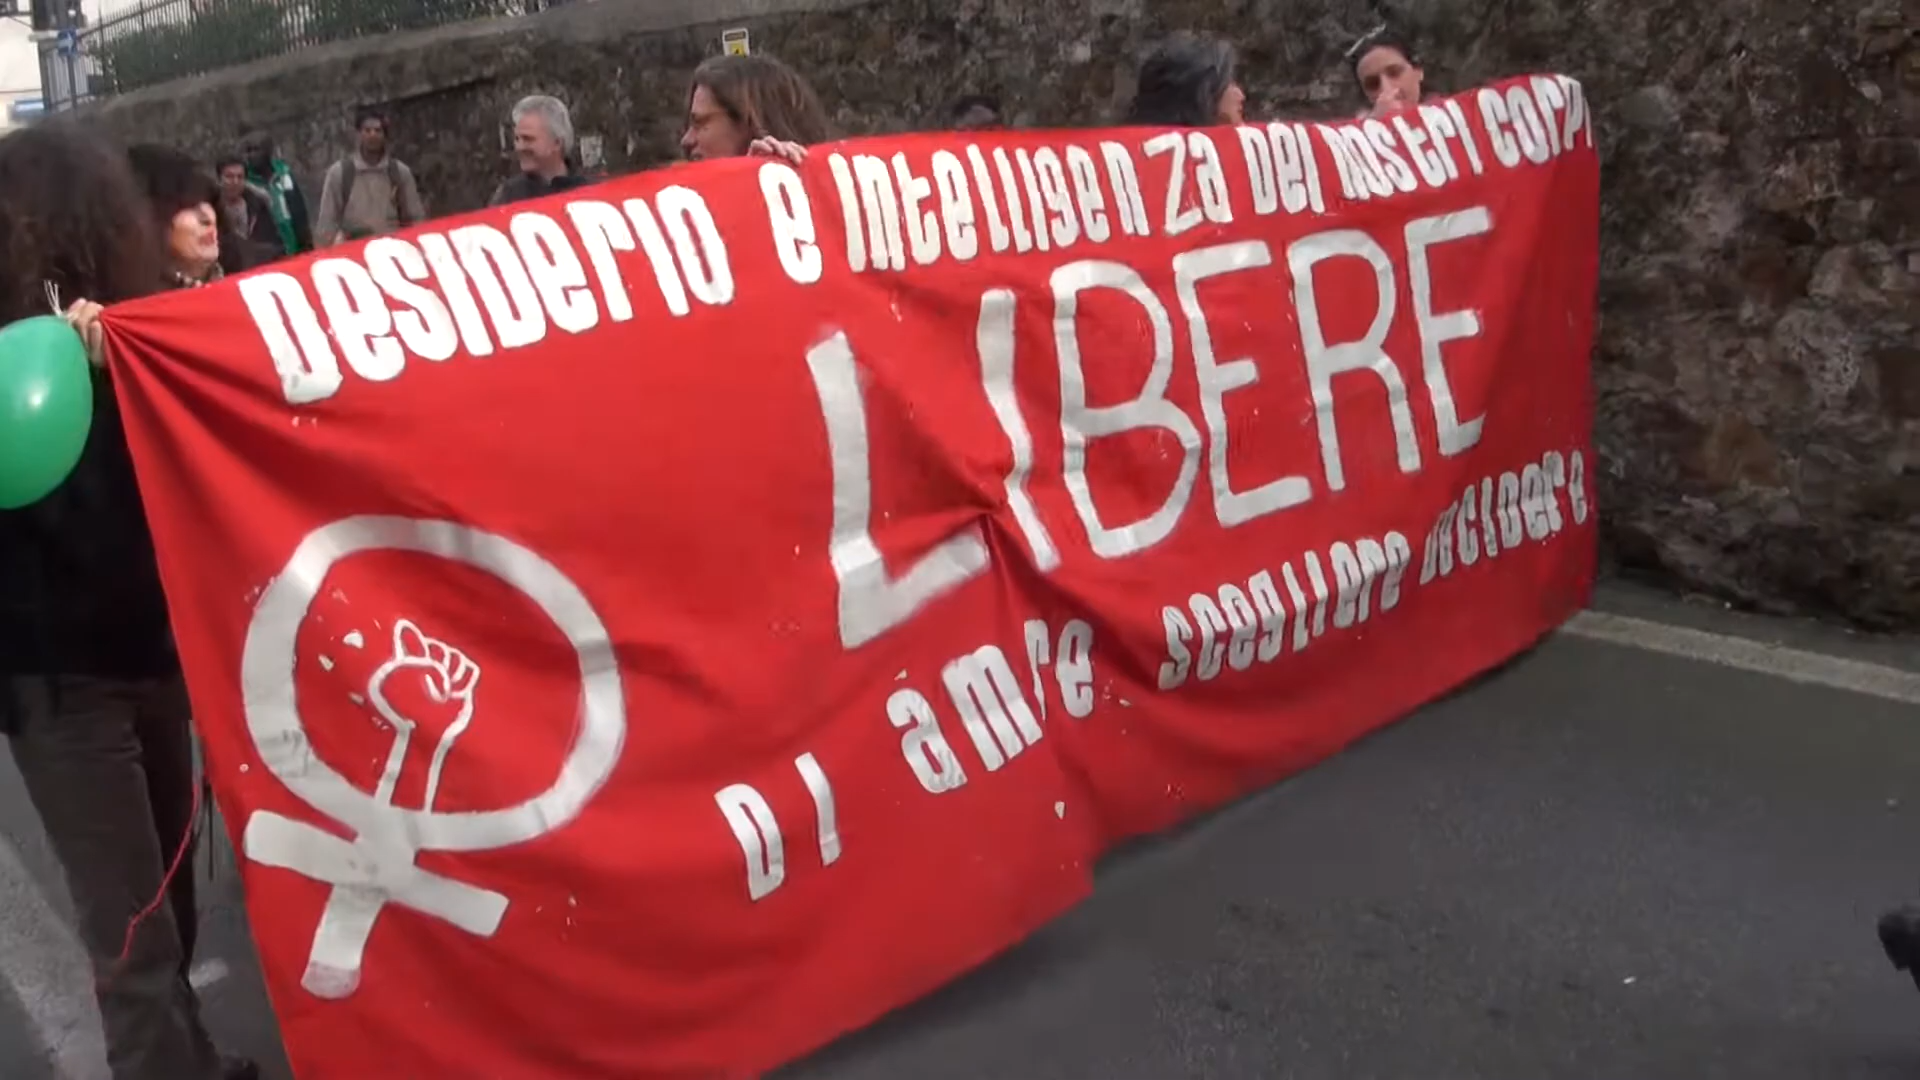 Desiderio e intelligenza dei nostri corpi
LIBERE
DI amare scegliere decidere